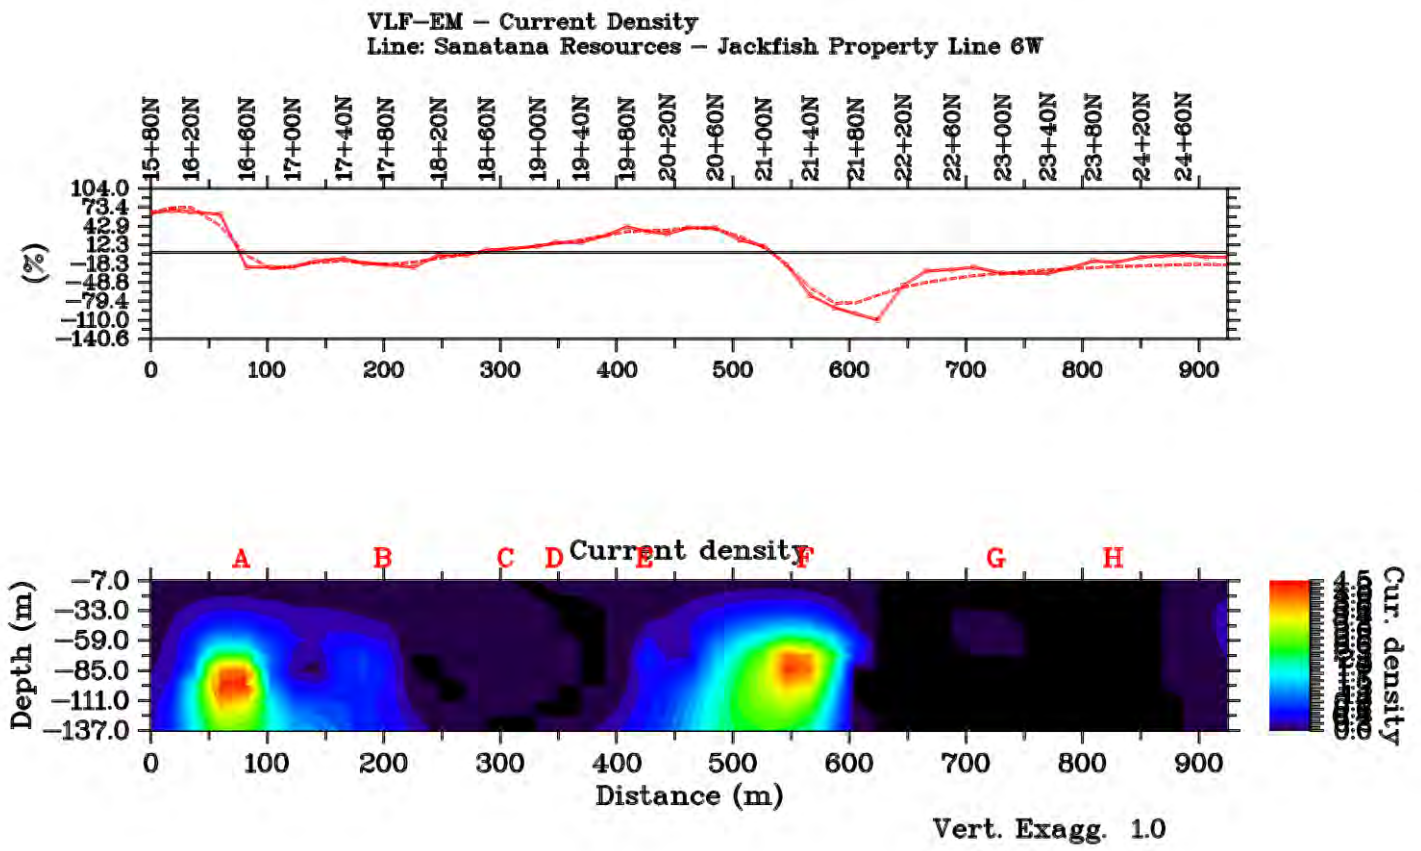 VLF-EM - Current Density
Line: Sanatana Resources - Jackfish Property Line 6W
15+80N 16+20N 16+60N 17+00N 17+40N 17+80N 18+20N 18+60N 19+00N 19+40N 19+80N 20+20N 20+60N 21+00N 21+40N 21+80N 22+20N 22+60N 23+00N 23+40N 23+80N 24+20N 24+60N
(%)
104.0
73.4
42.9
12.3
-18.3
-48.8
-79.4
-110.0
-140.6
0 100 200 300 400 500 600 700 800 900
Current density
A B C D E F G H
Depth (m)
-7.0
-33.0
-59.0
-85.0
-111.0
-137.0
0 100 200 300 400 500 600 700 800 900
Distance (m)
4.5
Cur. density
Vert. Exagg. 1.0